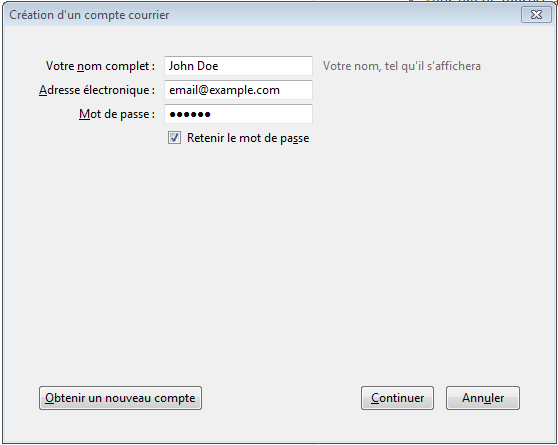 Création d'un compte courrier
Votre nom complet : John Doe Votre nom, tel qu'il s'affichera
Adresse électronique : email@example.com
Mot de passe : ●●●●●●
Retenir le mot de passe
Obtenir un nouveau compte Continuer Annuler